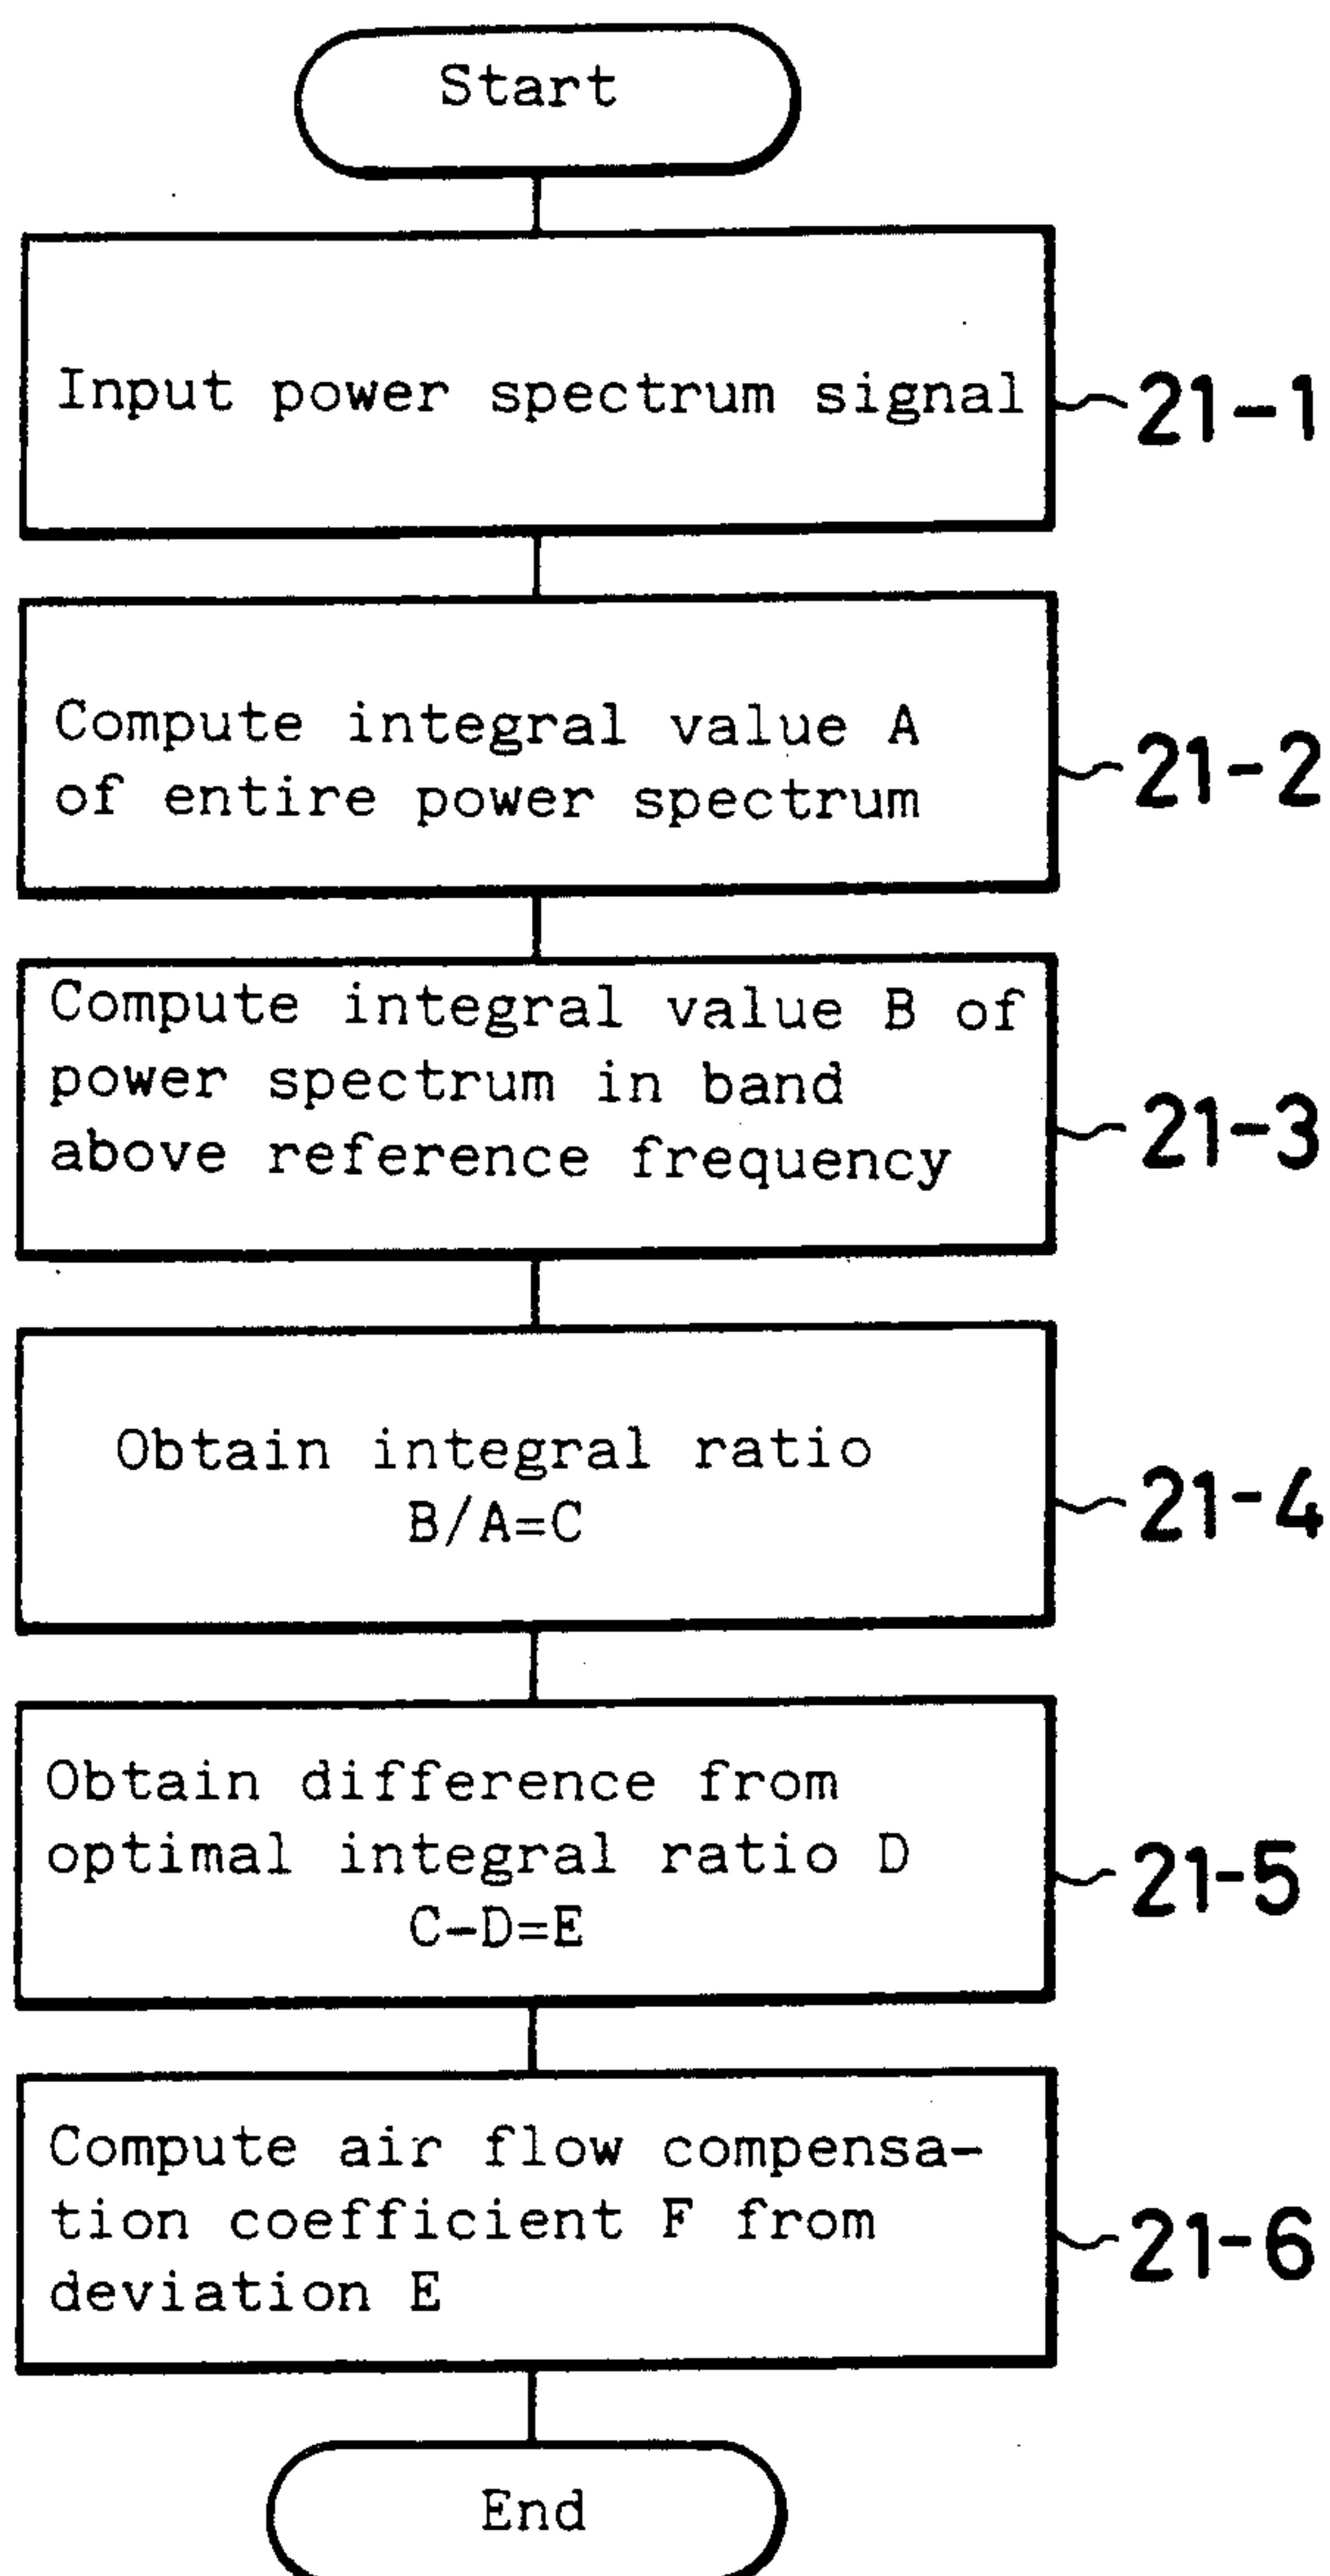 Start
Input power spectrum signal
21-1
Compute integral value A
of entire power spectrum
21-2
Compute integral value B of
power spectrum in band
above reference frequency
21-3
Obtain integral ratio
B/A=C
21-4
Obtain difference from
optimal integral ratio D
C-D=E
21-5
Compute air flow compensa-
tion coefficient F from
deviation E
21-6
End